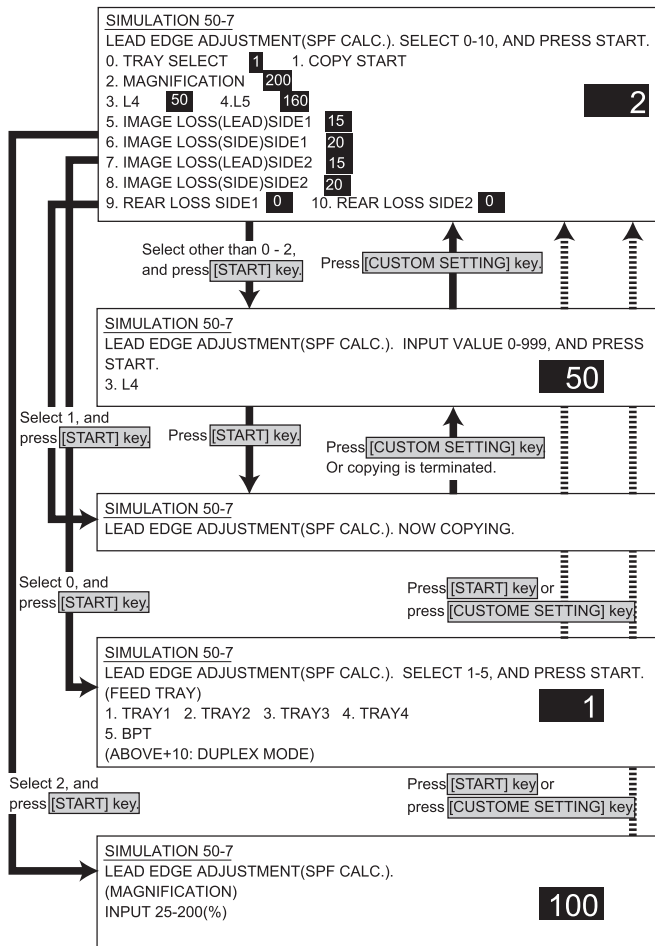 SIMULATION 50-7
LEAD EDGE ADJUSTMENT(SPF CALC.). SELECT 0-10, AND PRESS START.
0. TRAY SELECT 1 1. COPY START
2. MAGNIFICATION 200
2
3. L4 50 4.L5 160
5. IMAGE LOSS(LEAD)SIDE1 15
6. IMAGE LOSS(SIDE)SIDE1 20
7. IMAGE LOSS(LEAD)SIDE2 15
8. IMAGE LOSS(SIDE)SIDE2 20
9. REAR LOSS SIDE1 0 10. REAR LOSS SIDE2 0
Select other than 0 - 2,
and press [START] key.
Press [CUSTOM SETTING] key.
SIMULATION 50-7
LEAD EDGE ADJUSTMENT(SPF CALC.). INPUT VALUE 0-999, AND PRESS
START.
3. L4
50
Select 1, and
press [START] key.
Press [START] key.
Press [CUSTOM SETTING] key
Or copying is terminated.
SIMULATION 50-7
LEAD EDGE ADJUSTMENT(SPF CALC.). NOW COPYING.
Select 0, and
press [START] key.
Press [START] key or
press [CUSTOME SETTING] key
SIMULATION 50-7
LEAD EDGE ADJUSTMENT(SPF CALC.). SELECT 1-5, AND PRESS START.
(FEED TRAY)
1. TRAY1 2. TRAY2 3. TRAY3 4. TRAY4
1
5. BPT
(ABOVE+10: DUPLEX MODE)
Select 2, and
press [START] key.
Press [START] key or
press [CUSTOME SETTING] key
SIMULATION 50-7
LEAD EDGE ADJUSTMENT(SPF CALC.).
(MAGNIFICATION)
INPUT 25-200(%)
100